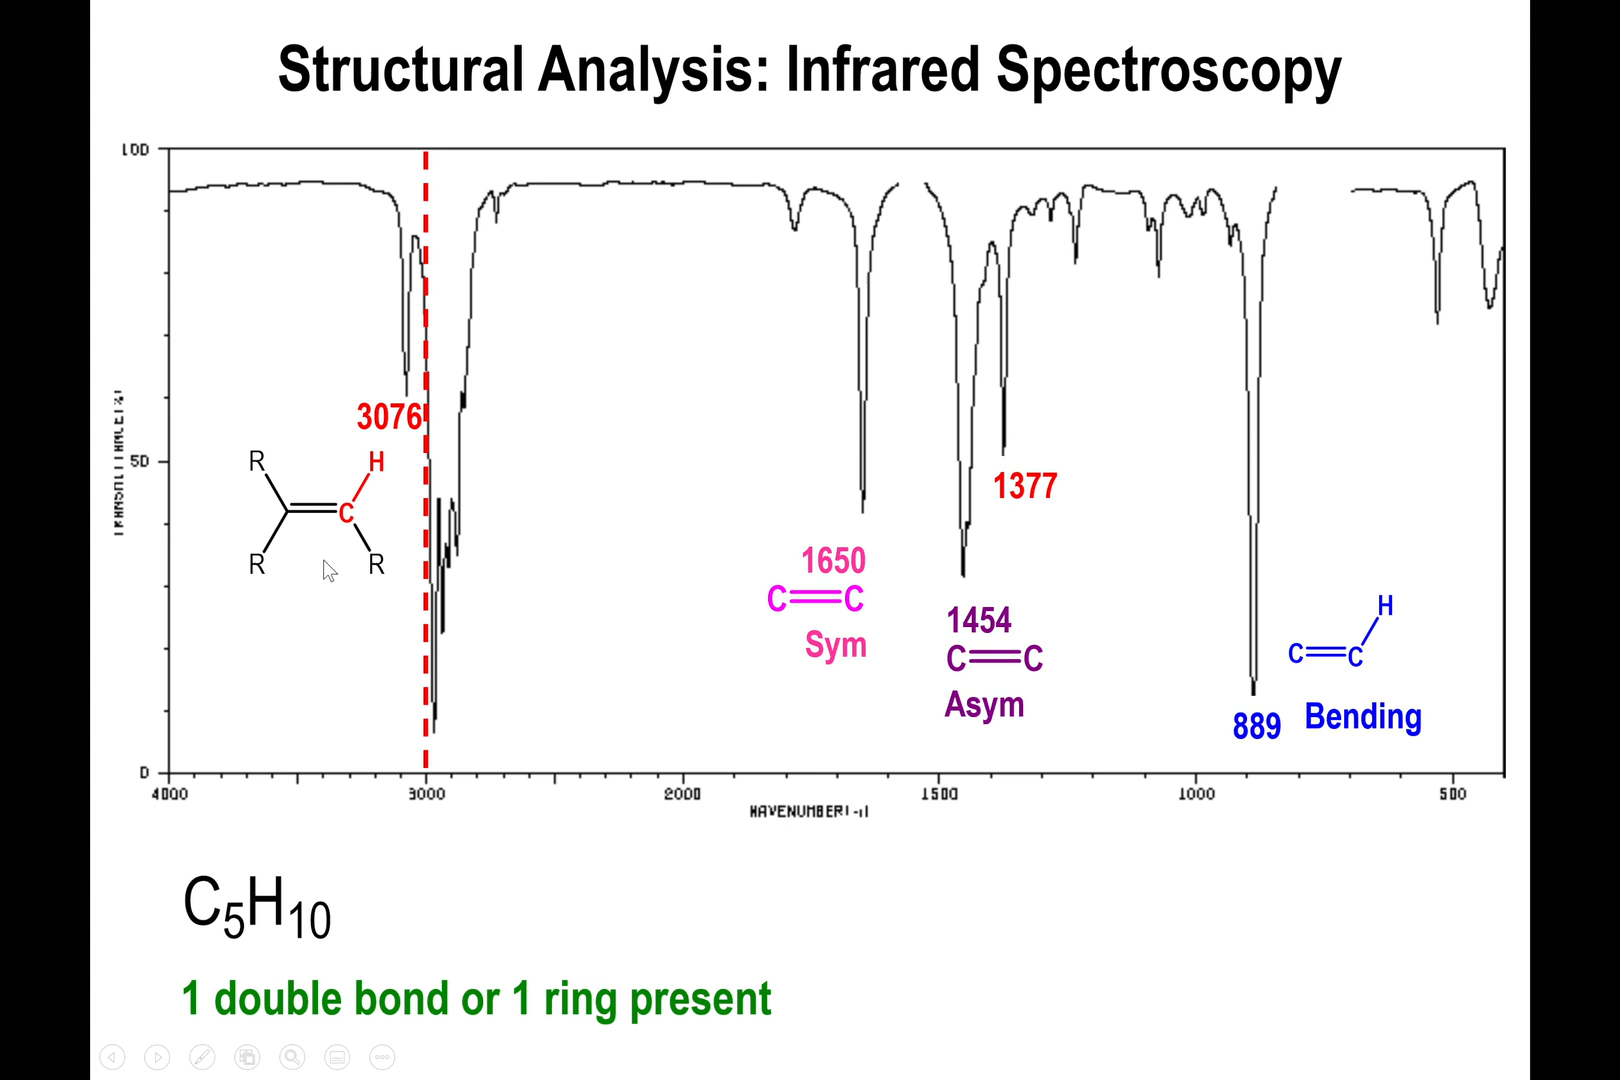 Structural Analysis: Infrared Spectroscopy
100
50
0
3076
R
H
C
R
R
1650
C C
Sym
1454
C C
Asym
1377
889
H
C C
Bending
4000 3000 2000 1500 1000 500
C₅H₁₀
1 double bond or 1 ring present